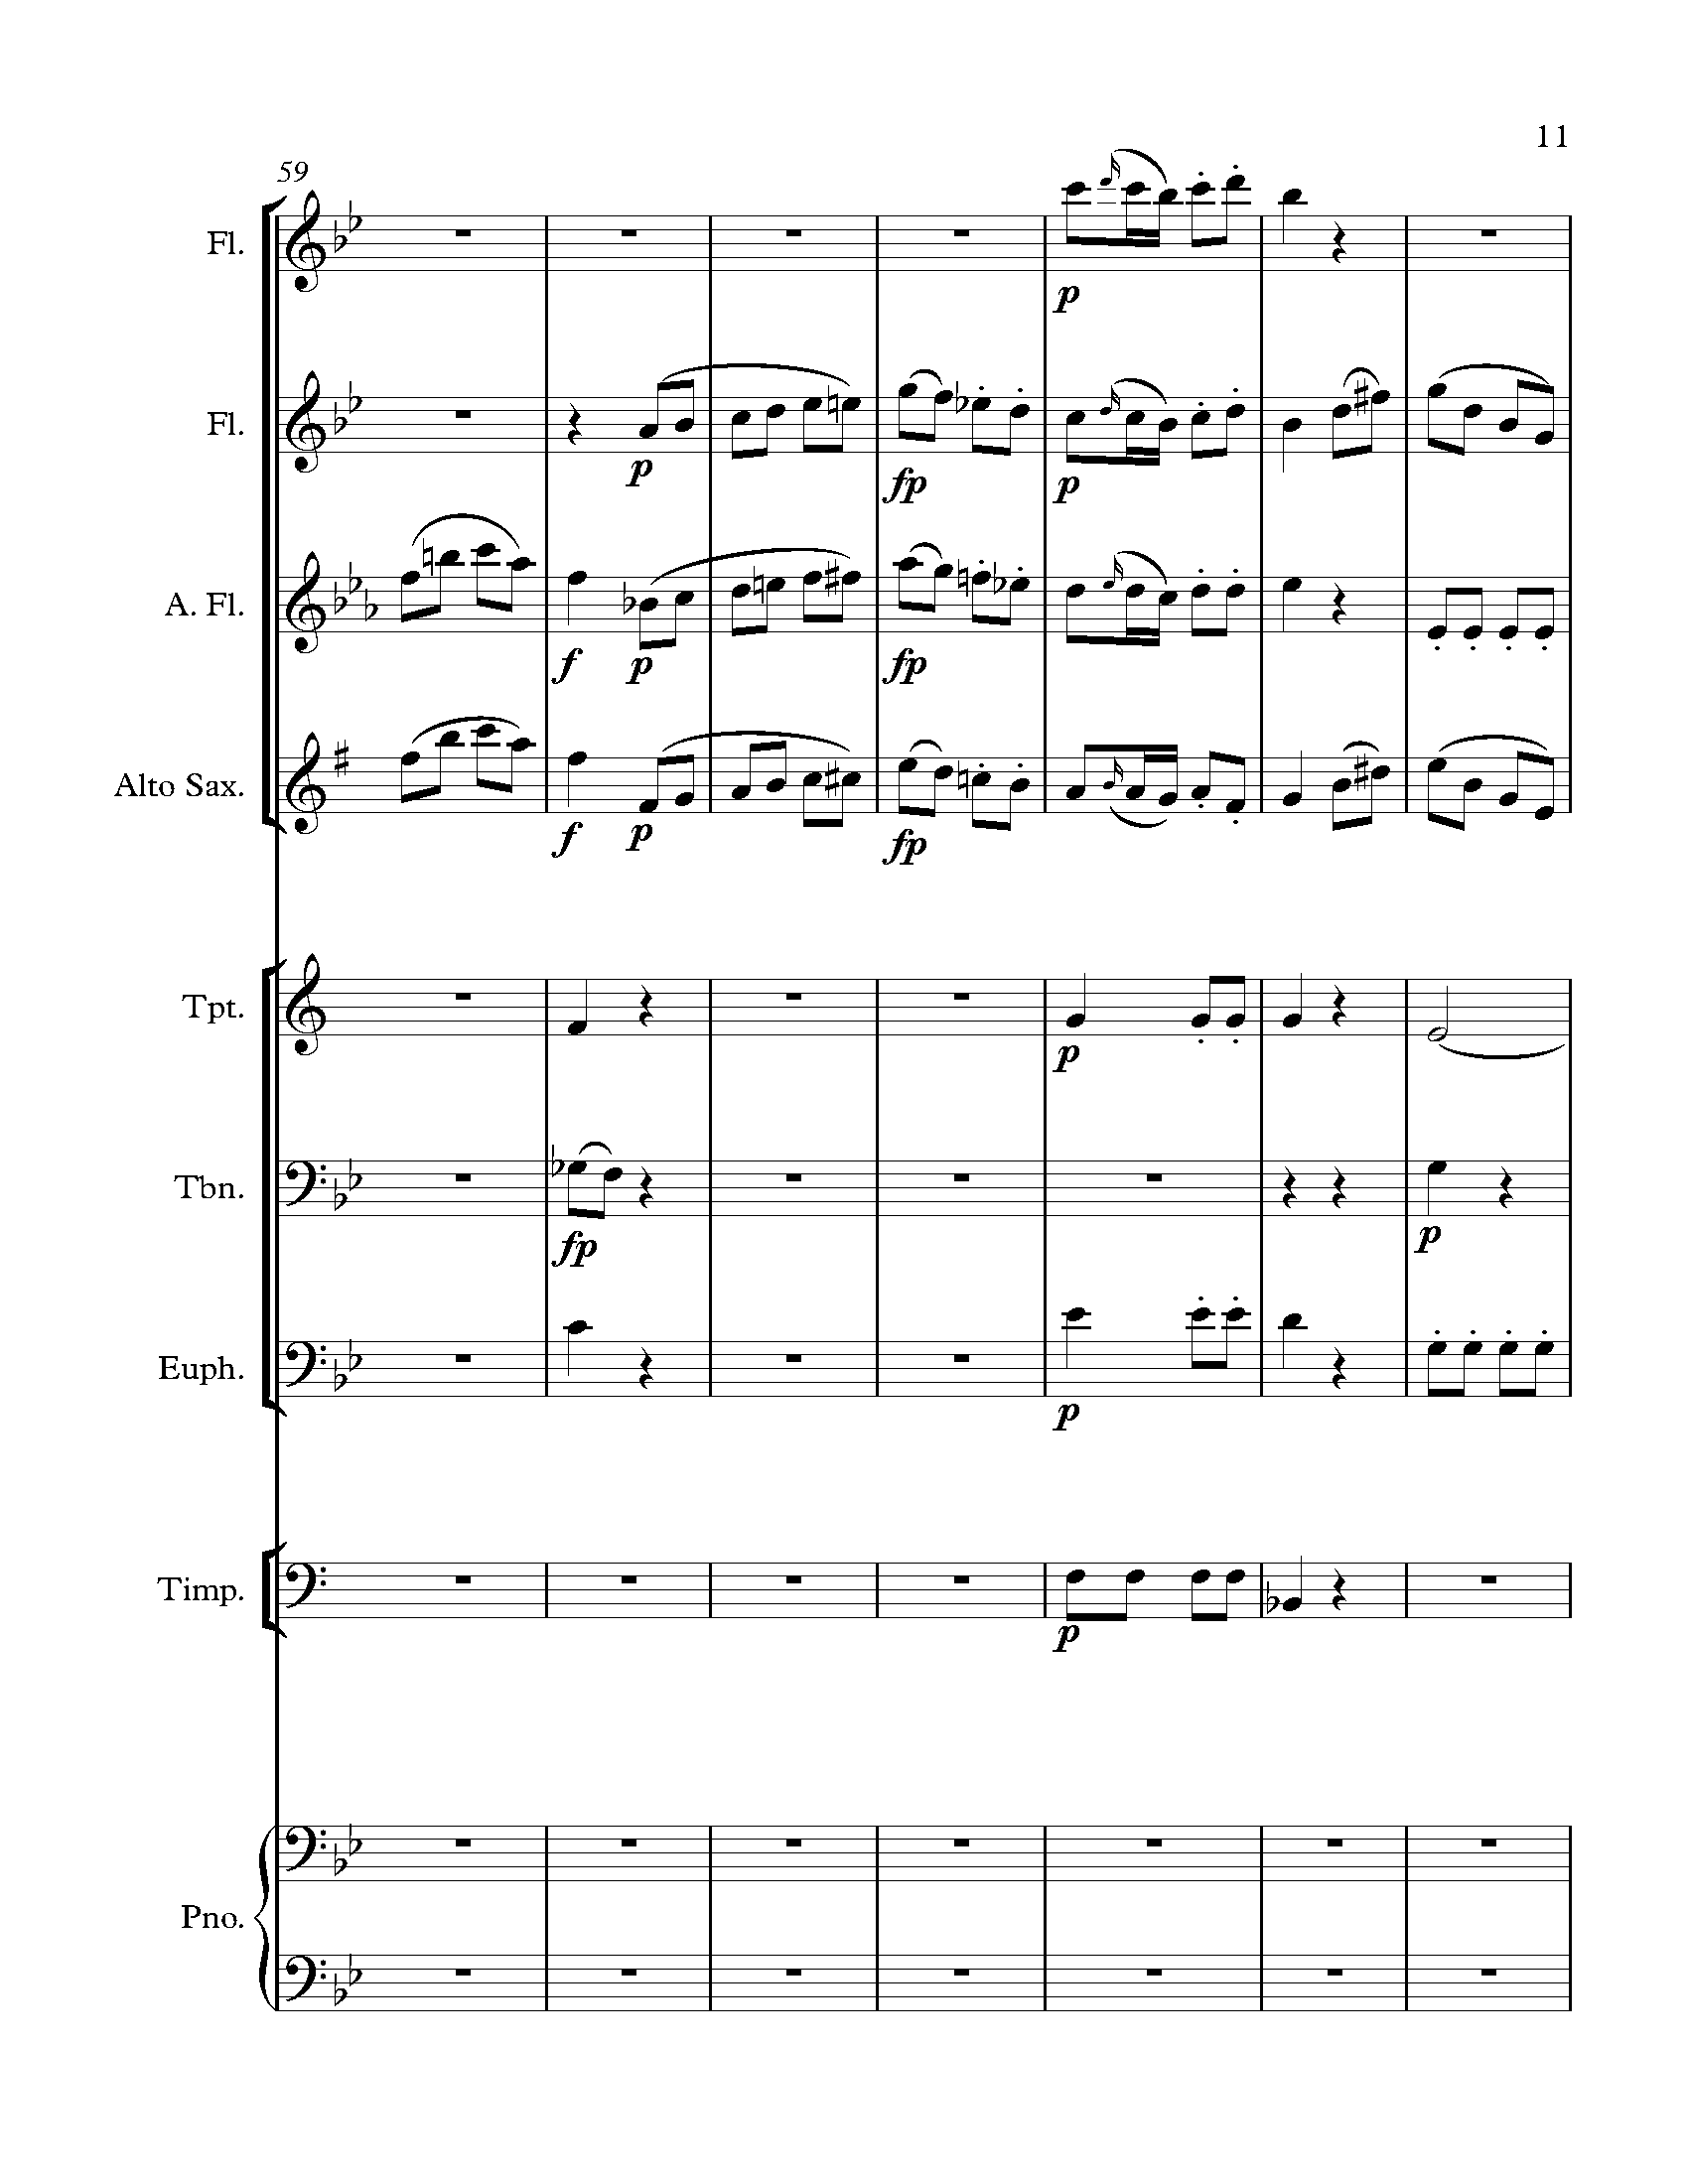 11
59
Fl.
p
Fl.
p fp p
A. Fl.
f p fp
Alto Sax.
f p fp
Tpt.
p
Tbn.
fp p
Euph.
p
Timp.
p
Pno.